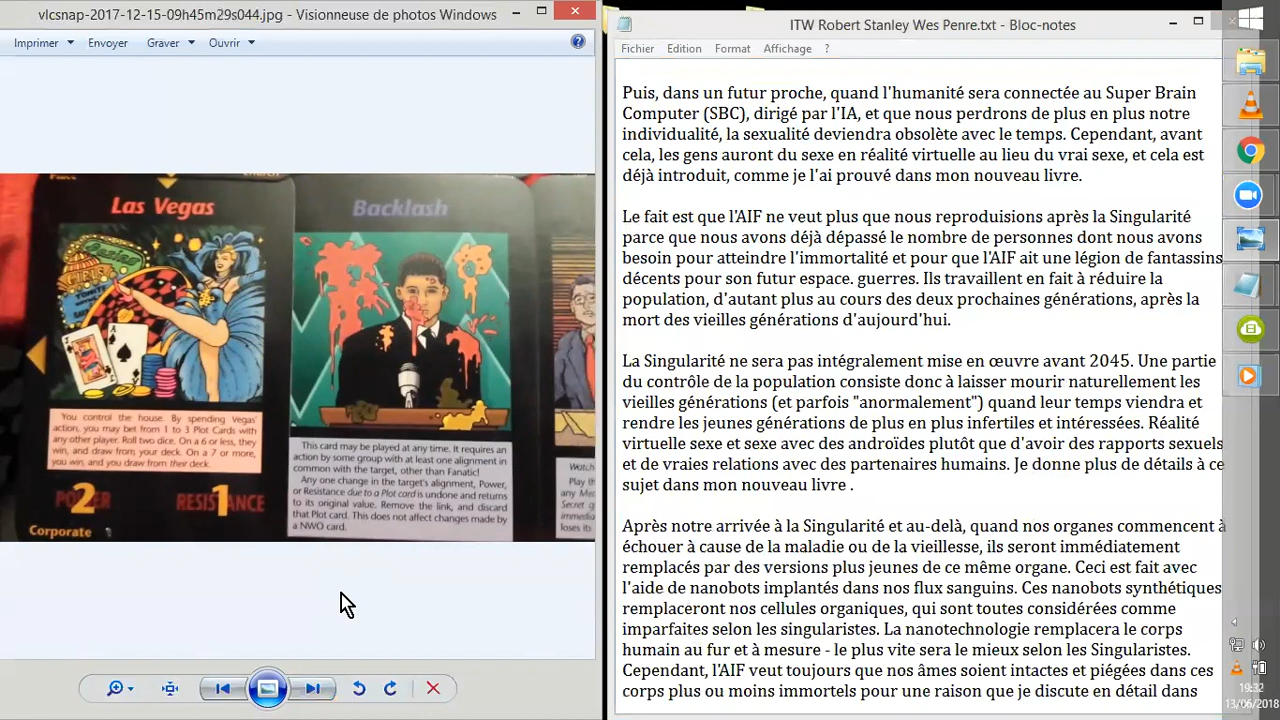 vlcsnap-2017-12-15-09h45m29s044.jpg - Visionneuse de photos Windows
Imprimer
Envoyer
Graver
Ouvrir
Las Vegas
You control the house. By spending Vegas'
action, you may bet from 1 to 3 Plot Cards with
any other player. Roll two dice. On a 6 or less, they
win, and draw from your deck. On a 7 or more,
you win, and you draw from their deck.
POWER
2
RESISTANCE
1
Corporate
Backlash
This card may be played at any time. It requires an
action by some group with at least one alignment in
common with the target, other than Fanatic!
Any one change in the target's alignment, Power,
or Resistance due to a Plot card is undone and returns
to its original value. Remove the link, and discard
that Plot card. This does not affect changes made by
a NWO card.
Watch
Play th
any Med
Secret g
immedia
loses its
ITW Robert Stanley Wes Penre.txt - Bloc-notes
Fichier
Edition
Format
Affichage
?
Puis, dans un futur proche, quand l'humanité sera connectée au Super Brain
Computer (SBC), dirigé par l'IA, et que nous perdrons de plus en plus notre
individualité, la sexualité deviendra obsolète avec le temps. Cependant, avant
cela, les gens auront du sexe en réalité virtuelle au lieu du vrai sexe, et cela est
déjà introduit, comme je l'ai prouvé dans mon nouveau livre.
Le fait est que l'AIF ne veut plus que nous reproduisions après la Singularité
parce que nous avons déjà dépassé le nombre de personnes dont nous avons
besoin pour atteindre l'immortalité et pour que l'AIF ait une légion de fantassins
décents pour son futur espace. guerres. Ils travaillent en fait à réduire la
population, d'autant plus au cours des deux prochaines générations, après la
mort des vieilles générations d'aujourd'hui.
La Singularité ne sera pas intégralement mise en œuvre avant 2045. Une partie
du contrôle de la population consiste donc à laisser mourir naturellement les
vieilles générations (et parfois "anormalement") quand leur temps viendra et
rendre les jeunes générations de plus en plus infertiles et intéressées. Réalité
virtuelle sexe et sexe avec des androïdes plutôt que d'avoir des rapports sexuels
et de vraies relations avec des partenaires humains. Je donne plus de détails à ce
sujet dans mon nouveau livre .
Après notre arrivée à la Singularité et au-delà, quand nos organes commencent à
échouer à cause de la maladie ou de la vieillesse, ils seront immédiatement
remplacés par des versions plus jeunes de ce même organe. Ceci est fait avec
l'aide de nanobots implantés dans nos flux sanguins. Ces nanobots synthétiques
remplaceront nos cellules organiques, qui sont toutes considérées comme
imparfaites selon les singularistes. La nanotechnologie remplacera le corps
humain au fur et à mesure - le plus vite sera le mieux selon les Singularistes.
Cependant, l'AIF veut toujours que nos âmes soient intactes et piégées dans ces
corps plus ou moins immortels pour une raison que je discute en détail dans
19:32
13/06/2018